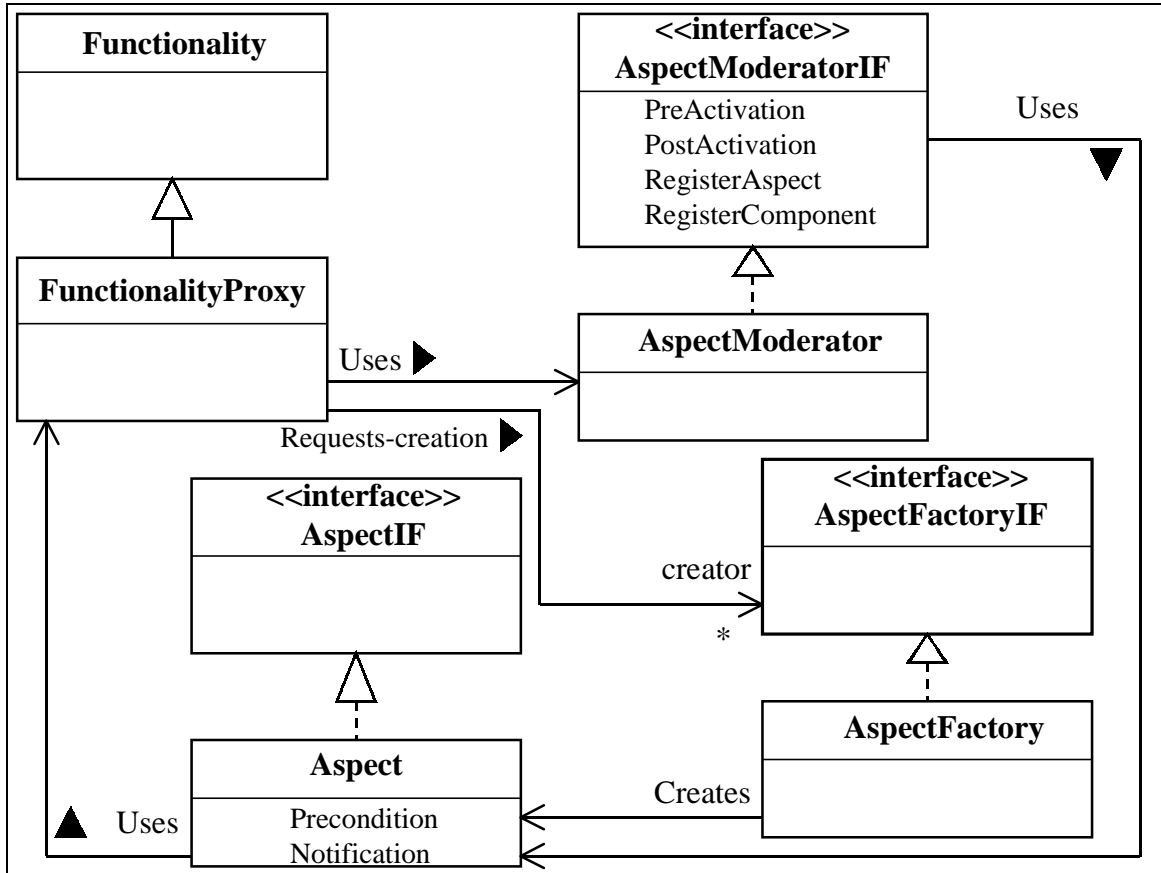 Functionality
<<interface>>
AspectModeratorIF
PreActivation
PostActivation
RegisterAspect
RegisterComponent
Uses
FunctionalityProxy
AspectModerator
Uses
Requests-creation
<<interface>>
AspectIF
<<interface>>
AspectFactoryIF
creator
*
Aspect
Precondition
Notification
AspectFactory
Creates
Uses